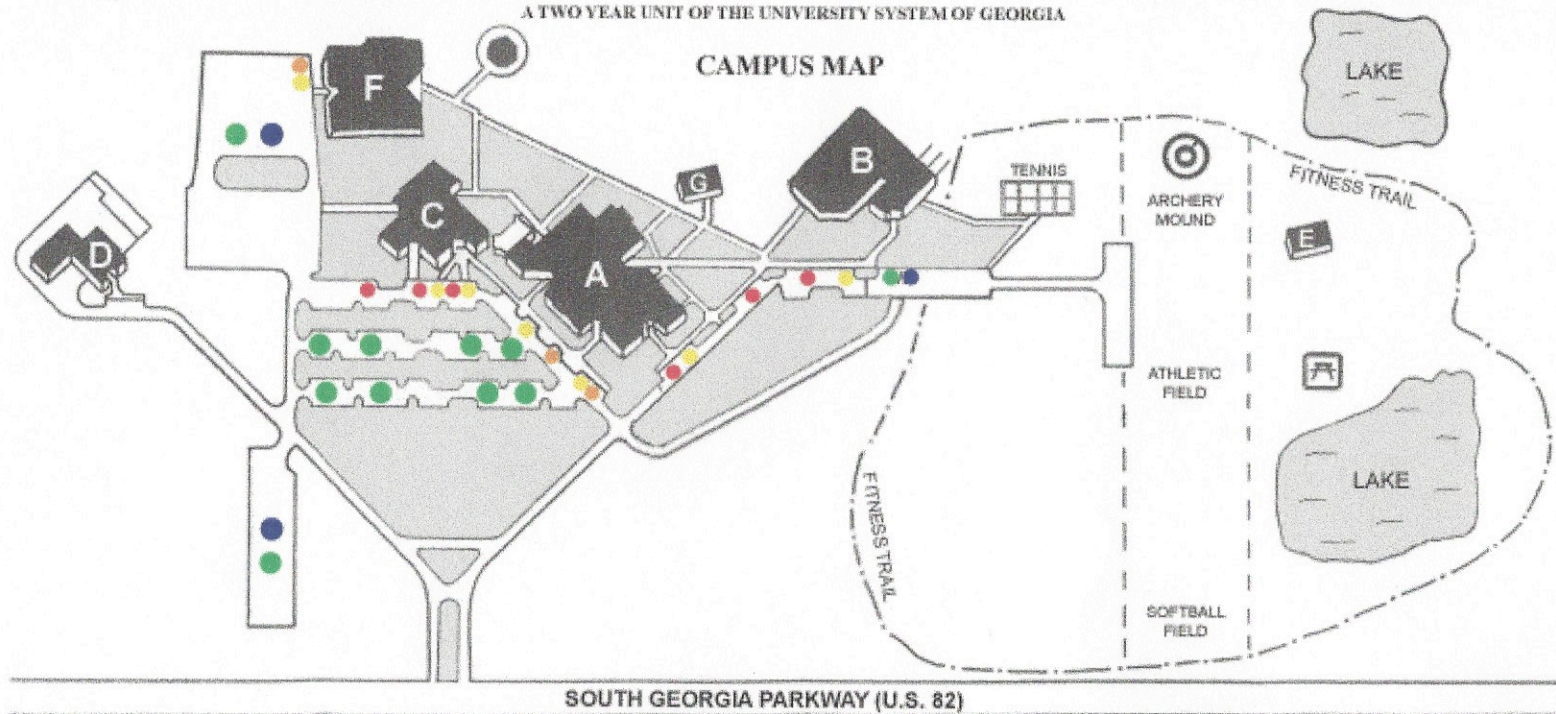 A TWO YEAR UNIT OF THE UNIVERSITY SYSTEM OF GEORGIA
CAMPUS MAP
LAKE
F
B
TENNIS
G
FITNESS TRAIL
C
ARCHERY
MOUND
D
E
A
ATHLETIC
FIELD
LAKE
FITNESS TRAIL
SOFTBALL
FIELD
SOUTH GEORGIA PARKWAY (U.S. 82)